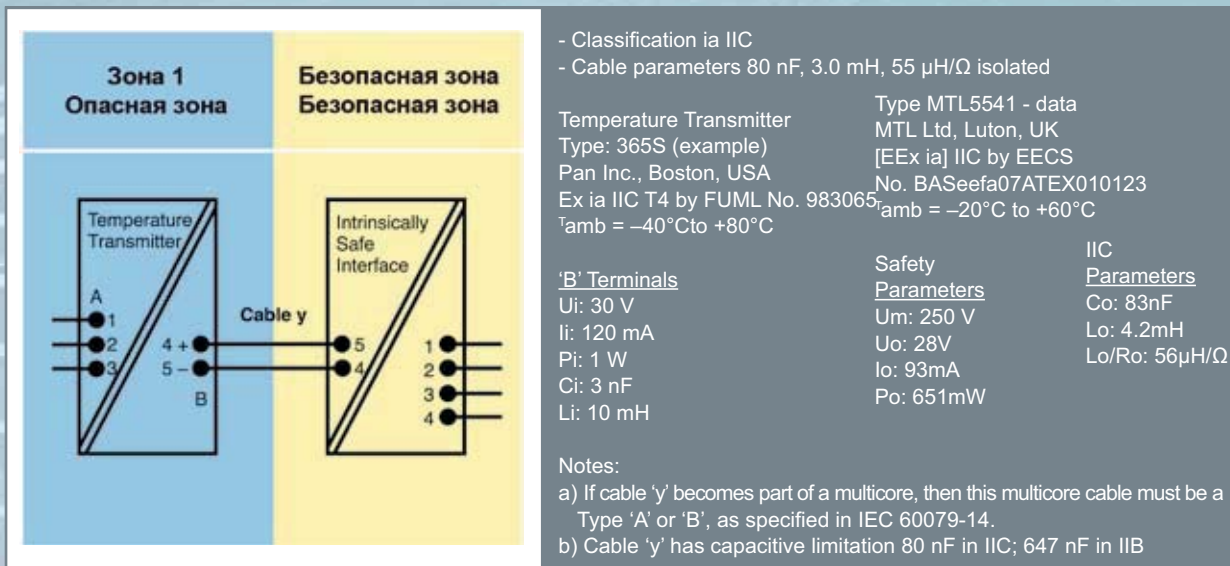 Зона 1
Опасная зона
Безопасная зона
Безопасная зона
Temperature
Transmitter
A
1
2
3
4 +
5 –
B
Cable y
Intrinsically
Safe
Interface
5
4
1
2
3
4
- Classification ia IIC
- Cable parameters 80 nF, 3.0 mH, 55 µH/Ω isolated
Temperature Transmitter
Type: 365S (example)
Pan Inc., Boston, USA
Ex ia IIC T4 by FUML No. 983065
Tamb = –40°Cto +80°C
Type MTL5541 - data
MTL Ltd, Luton, UK
[EEx ia] IIC by EECS
No. BASeefa07ATEX010123
Tamb = –20°C to +60°C
‘B’ Terminals
Ui: 30 V
Ii: 120 mA
Pi: 1 W
Ci: 3 nF
Li: 10 mH
Safety
Parameters
Um: 250 V
Uo: 28V
Io: 93mA
Po: 651mW
IIC
Parameters
Co: 83nF
Lo: 4.2mH
Lo/Ro: 56µH/Ω
Notes:
a) If cable ‘y’ becomes part of a multicore, then this multicore cable must be a
Type ‘A’ or ‘B’, as specified in IEC 60079-14.
b) Cable ‘y’ has capacitive limitation 80 nF in IIC; 647 nF in IIB